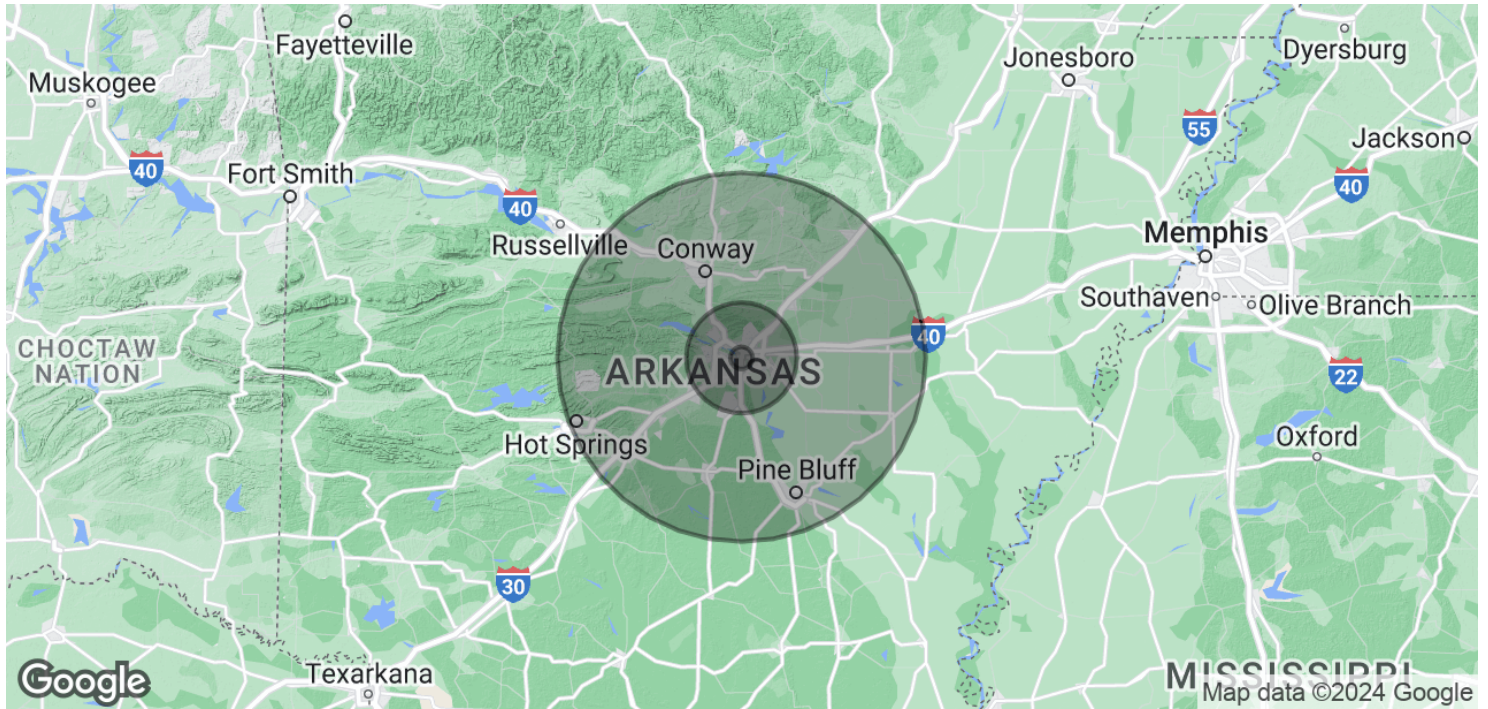 Fayetteville
Dyersburg
Jonesboro
Muskogee
55
Jackson
40
Fort Smith
40
40
Russellville
Memphis
Conway
Southaven
Olive Branch
40
CHOCTAW
NATION
ARKANSAS
22
Hot Springs
Oxford
Pine Bluff
30
Texarkana
MISSISSIPPI
Google
Map data ©2024 Google